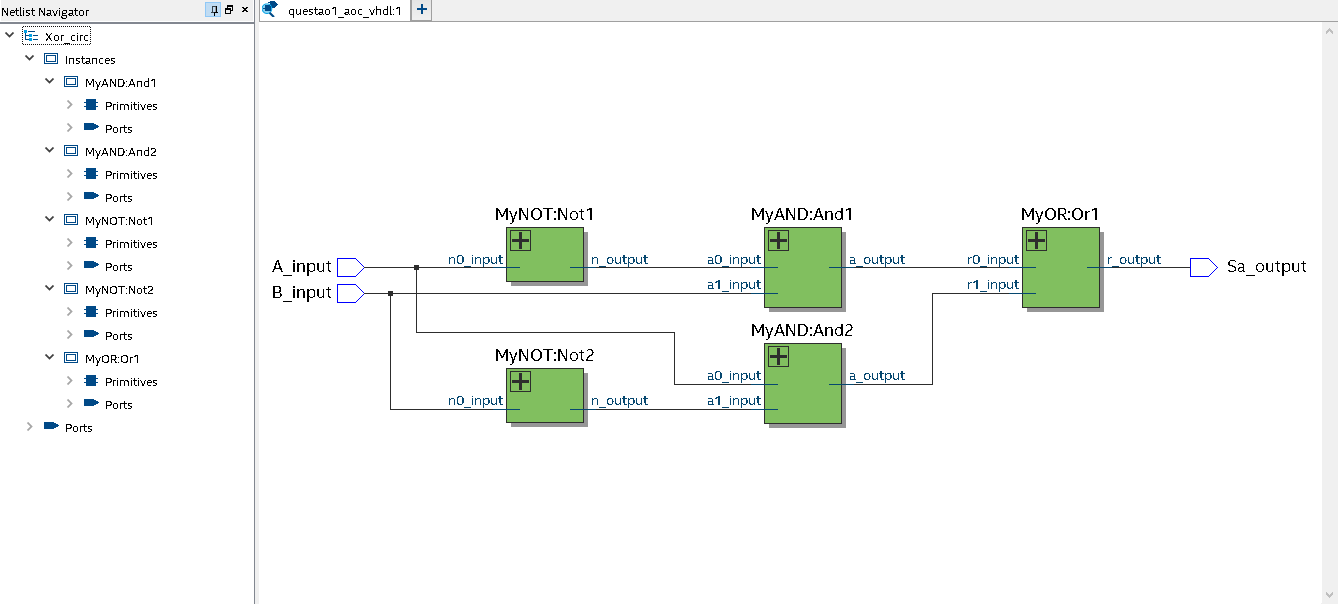 Netlist Navigator
Xor_circ
Instances
MyAND:And1
Primitives
Ports
MyAND:And2
Primitives
Ports
MyNOT:Not1
Primitives
Ports
MyNOT:Not2
Primitives
Ports
MyOR:Or1
Primitives
Ports
Ports
questao1_aoc_vhdl:1
MyNOT:Not1
MyAND:And1
MyOR:Or1
A_input
n0_input
n_output
a0_input
a_output
r0_input
r_output
Sa_output
B_input
a1_input
r1_input
MyNOT:Not2
MyAND:And2
a0_input
a_output
n0_input
n_output
a1_input